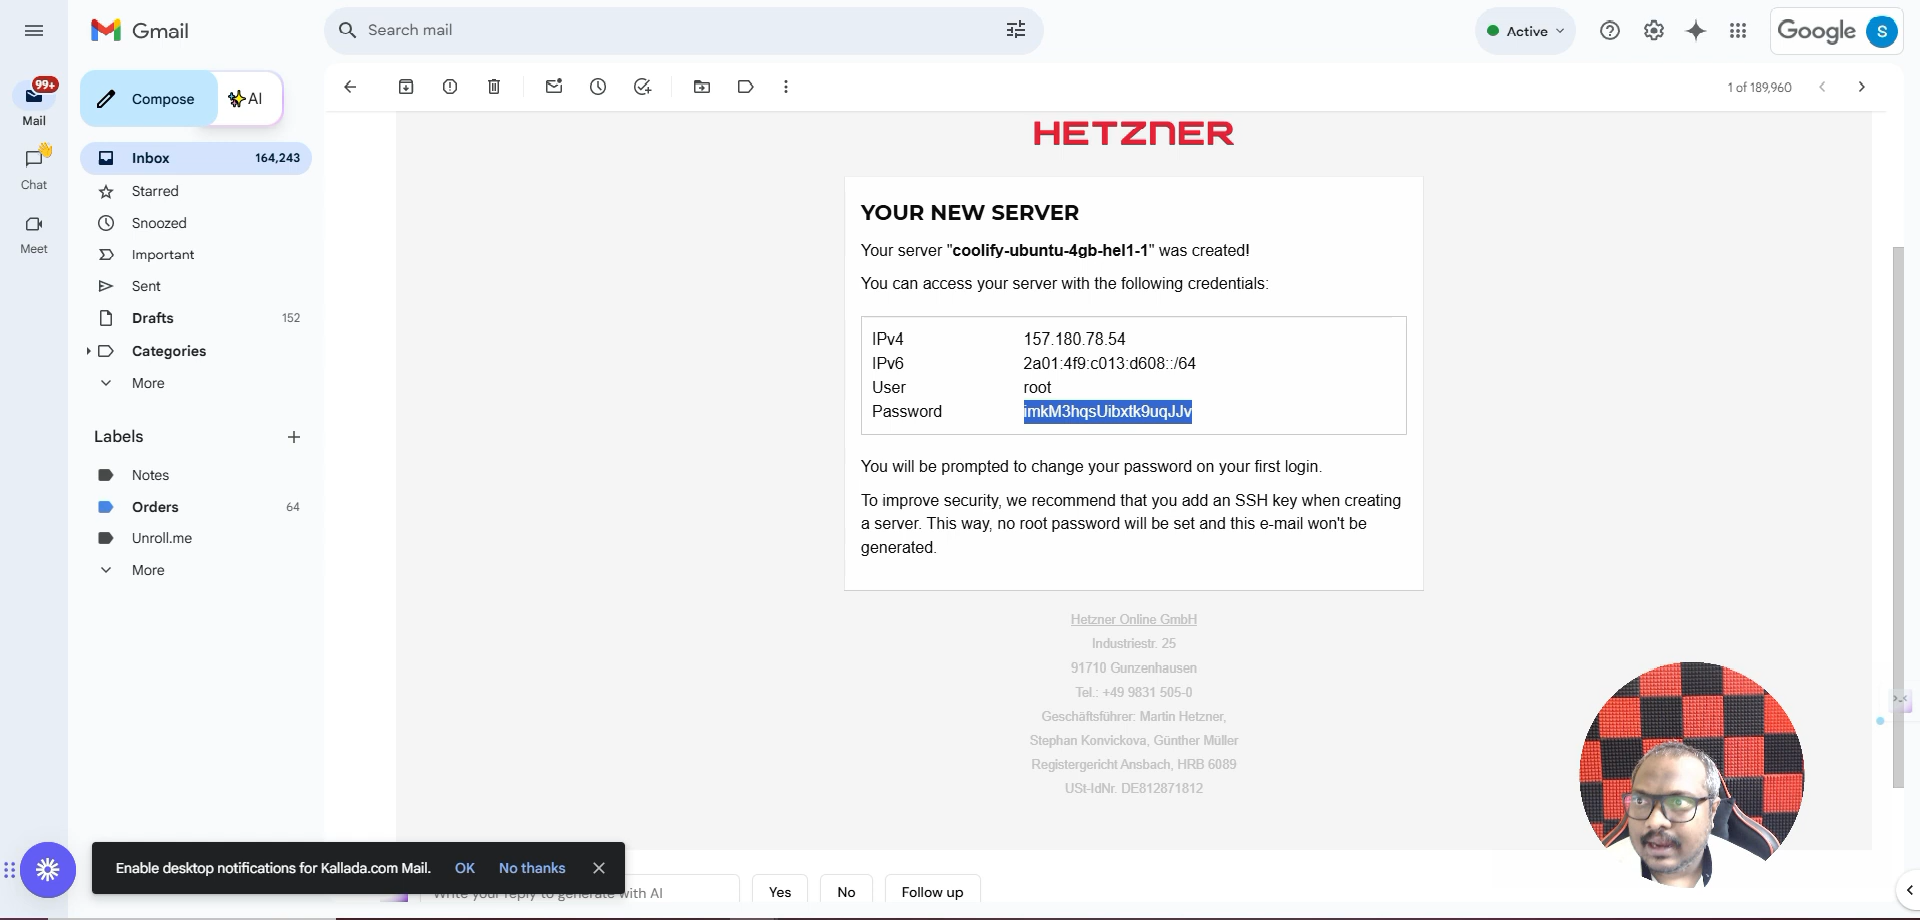 Gmail
Search mail
Active
Google
S
99+
Mail
Compose
AI
1 of 189,960
Inbox 164,243
Chat
Starred
Snoozed
Meet
Important
Sent
Drafts 152
Categories
More
Labels
Notes
Orders 64
Unroll.me
More
HETZNER
YOUR NEW SERVER
Your server "coolify-ubuntu-4gb-hel1-1" was created!
You can access your server with the following credentials:
IPv4 157.180.78.54
IPv6 2a01:4f9:c013:d608::/64
User root
Password imkM3hqsUibxtk9uqJJv
You will be prompted to change your password on your first login.
To improve security, we recommend that you add an SSH key when creating
a server. This way, no root password will be set and this e-mail won't be
generated.
Hetzner Online GmbH
Industriestr. 25
91710 Gunzenhausen
Tel.: +49 9831 505-0
Geschäftsführer: Martin Hetzner,
Stephan Konvickova, Günther Müller
Registergericht Ansbach, HRB 6089
USt-IdNr. DE812871812
Enable desktop notifications for Kallada.com Mail. OK No thanks
Write your reply to generate with AI
Yes
No
Follow up